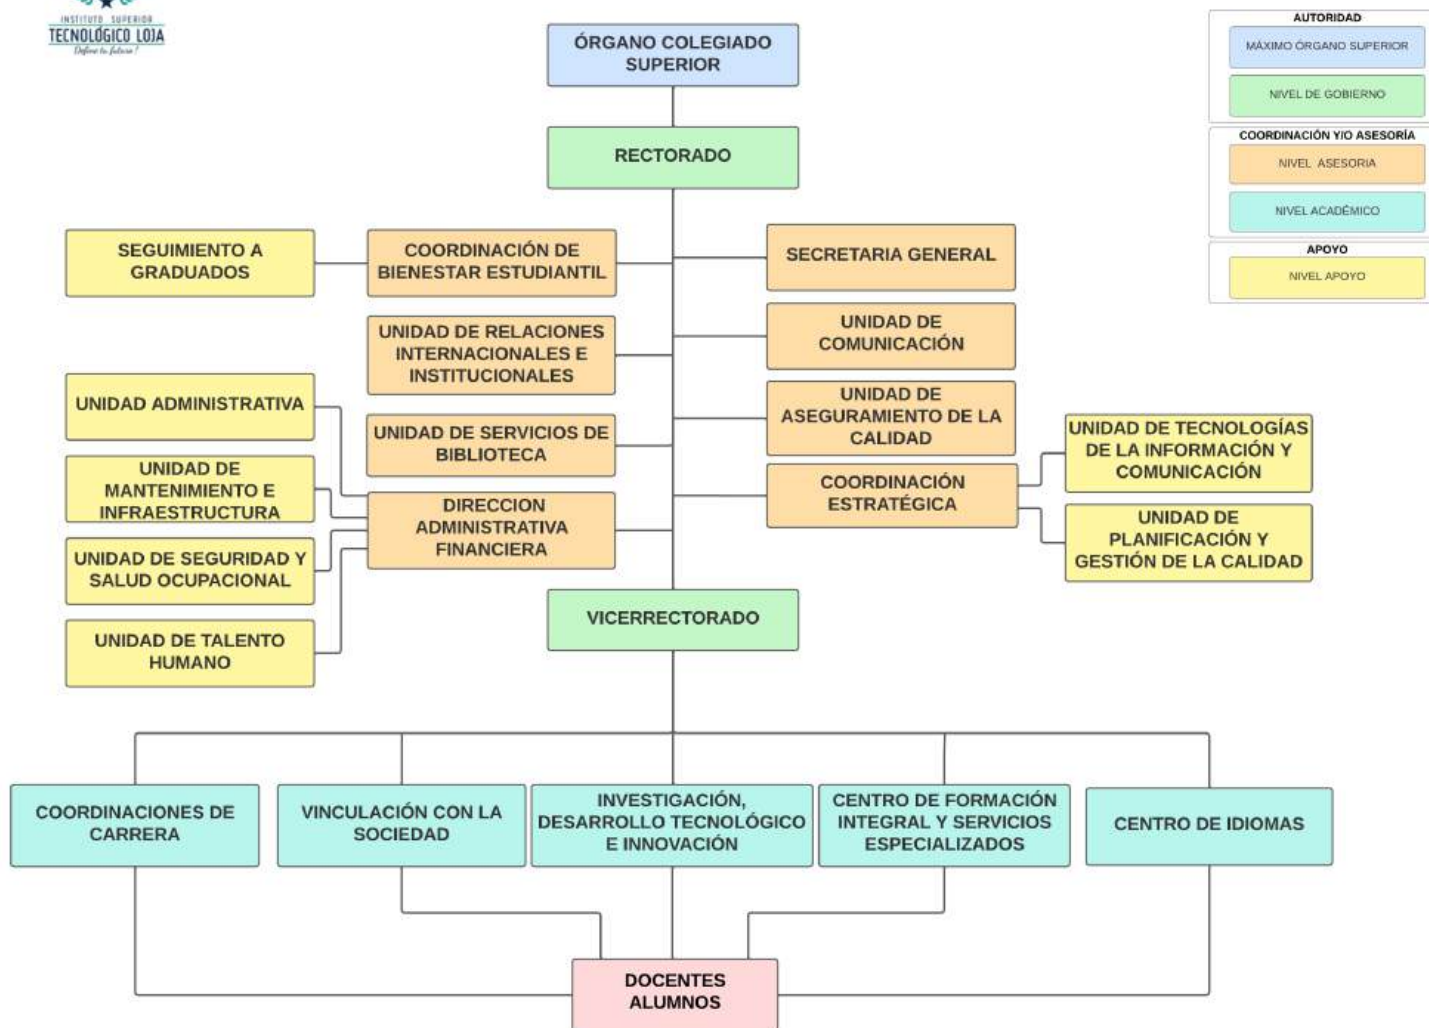 INSTITUTO SUPERIOR
TECNOLÓGICO LOJA
Define tu futuro!
ÓRGANO COLEGIADO
SUPERIOR
RECTORADO
AUTORIDAD
MÁXIMO ÓRGANO SUPERIOR
NIVEL DE GOBIERNO
COORDINACIÓN Y/O ASESORÍA
NIVEL ASESORIA
NIVEL ACADÉMICO
APOYO
NIVEL APOYO
SEGUIMIENTO A
GRADUADOS
COORDINACIÓN DE
BIENESTAR ESTUDIANTIL
SECRETARIA GENERAL
UNIDAD DE RELACIONES
INTERNACIONALES E
INSTITUCIONALES
UNIDAD DE
COMUNICACIÓN
UNIDAD ADMINISTRATIVA
UNIDAD DE SERVICIOS DE
BIBLIOTECA
UNIDAD DE
ASEGURAMIENTO DE LA
CALIDAD
UNIDAD DE TECNOLOGÍAS
DE LA INFORMACIÓN Y
COMUNICACIÓN
UNIDAD DE
MANTENIMIENTO E
INFRAESTRUCTURA
DIRECCION
ADMINISTRATIVA
FINANCIERA
COORDINACIÓN
ESTRATÉGICA
UNIDAD DE
PLANIFICACIÓN Y
GESTIÓN DE LA CALIDAD
UNIDAD DE SEGURIDAD Y
SALUD OCUPACIONAL
UNIDAD DE TALENTO
HUMANO
VICERRECTORADO
COORDINACIONES DE
CARRERA
VINCULACIÓN CON LA
SOCIEDAD
INVESTIGACIÓN,
DESARROLLO TECNOLÓGICO
E INNOVACIÓN
CENTRO DE FORMACIÓN
INTEGRAL Y SERVICIOS
ESPECIALIZADOS
CENTRO DE IDIOMAS
DOCENTES
ALUMNOS